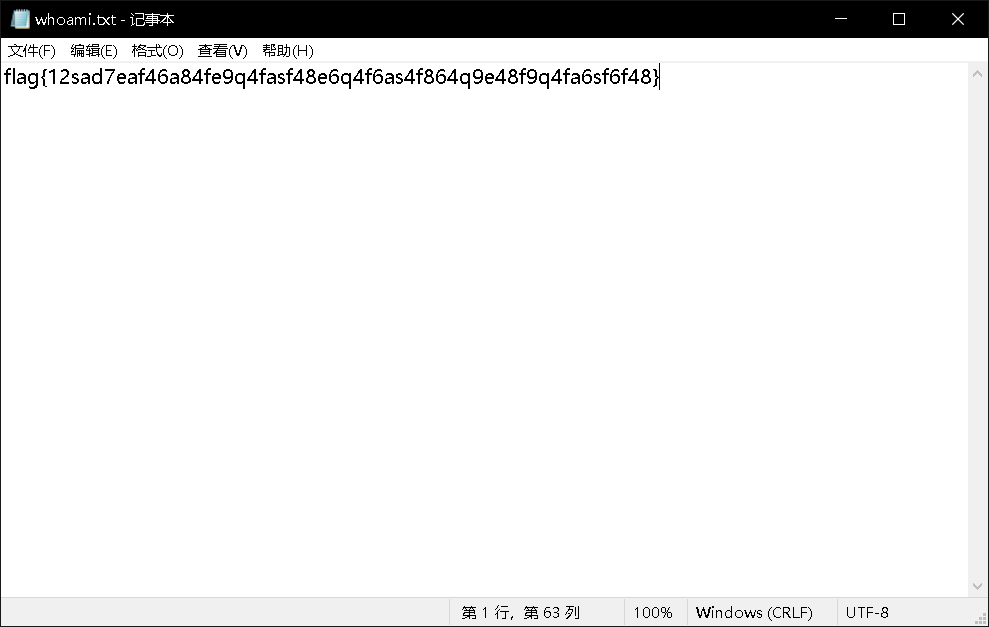 whoami.txt - 记事本
文件(F) 编辑(E) 格式(O) 查看(V) 帮助(H)
flag{12sad7eaf46a84fe9q4fasf48e6q4f6as4f864q9e48f9q4fa6sf6f48}
第 1 行，第 63 列 100% Windows (CRLF) UTF-8